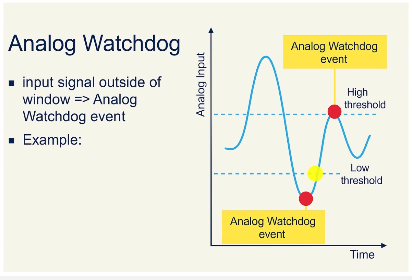 Analog Watchdog
▪ input signal outside of
window => Analog
Watchdog event
▪ Example:
Analog Input
Analog Watchdog
event
High
threshold
Low
threshold
Analog Watchdog
event
Time